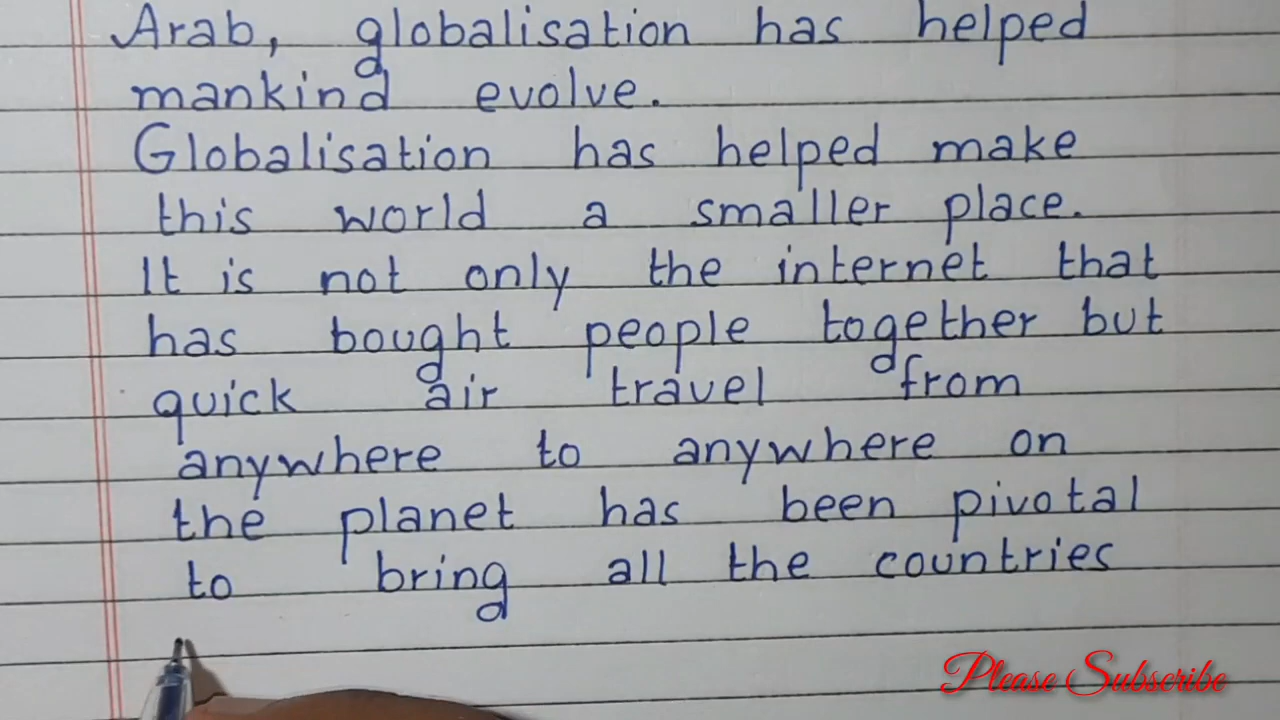 Arab, globalisation has helped
mankind evolve.
Globalisation has helped make
this world a smaller place.
It is not only the internet that
has bought people together but
quick air travel from
anywhere to anywhere on
the planet has been pivotal
to bring all the countries
Please Subscribe